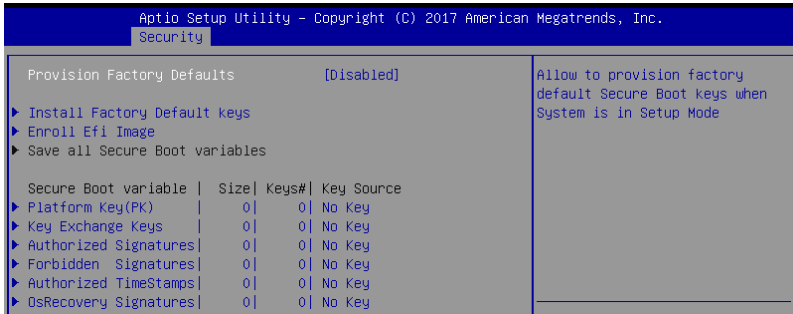 Aptio Setup Utility – Copyright (C) 2017 American Megatrends, Inc.
Security
Provision Factory Defaults [Disabled]
Install Factory Default keys
Enroll Efi Image
Save all Secure Boot variables
Secure Boot variable | Size| Keys#| Key Source
Platform Key(PK) | 0| 0| No Key
Key Exchange Keys | 0| 0| No Key
Authorized Signatures| 0| 0| No Key
Forbidden Signatures| 0| 0| No Key
Authorized TimeStamps| 0| 0| No Key
OsRecovery Signatures| 0| 0| No Key
Allow to provision factory
default Secure Boot keys when
System is in Setup Mode